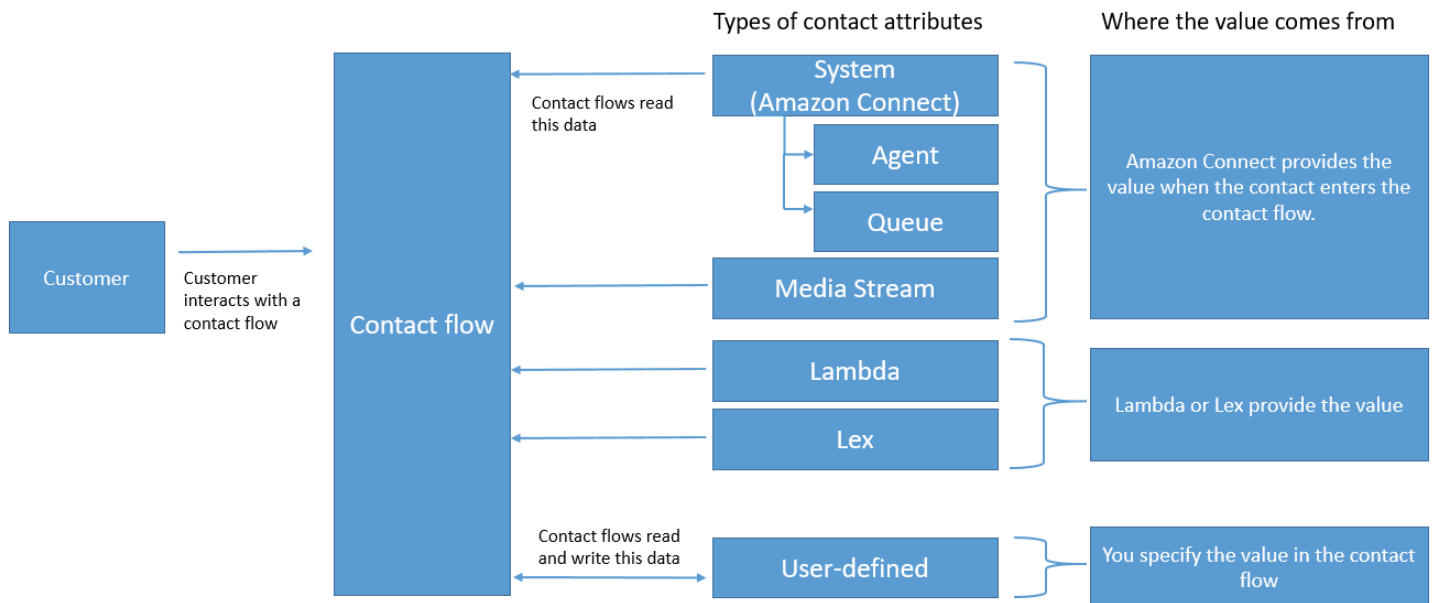 Types of contact attributes
Where the value comes from
System
(Amazon Connect)
Contact flows read
this data
Agent
Amazon Connect provides the
value when the contact enters the
contact flow.
Queue
Customer
Customer
interacts with a
contact flow
Media Stream
Contact flow
Lambda
Lambda or Lex provide the value
Lex
Contact flows read
and write this data
User-defined
You specify the value in the contact
flow